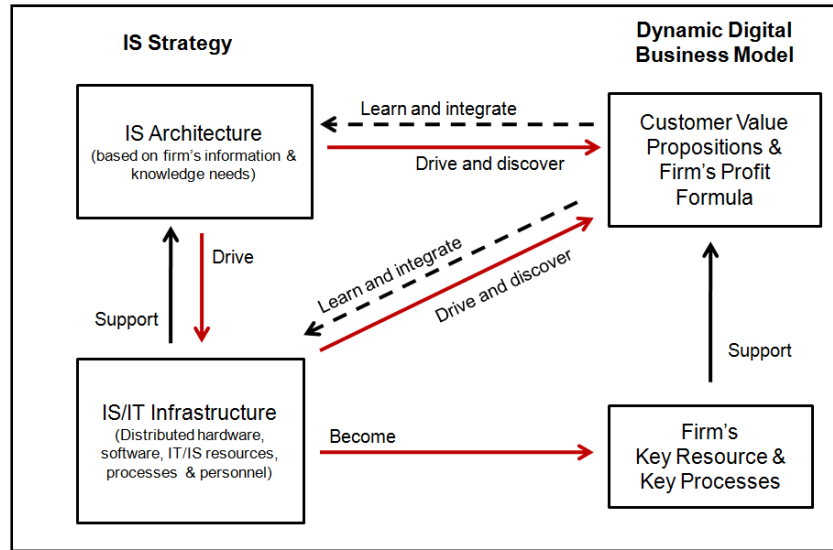 IS Strategy
Dynamic Digital
Business Model
IS Architecture
(based on firm's information &
knowledge needs)
Learn and integrate
Drive and discover
Customer Value
Propositions &
Firm's Profit
Formula
Drive
Support
Learn and integrate
Drive and discover
Support
IS/IT Infrastructure
(Distributed hardware,
software, IT/IS resources,
processes & personnel)
Become
Firm's
Key Resource &
Key Processes